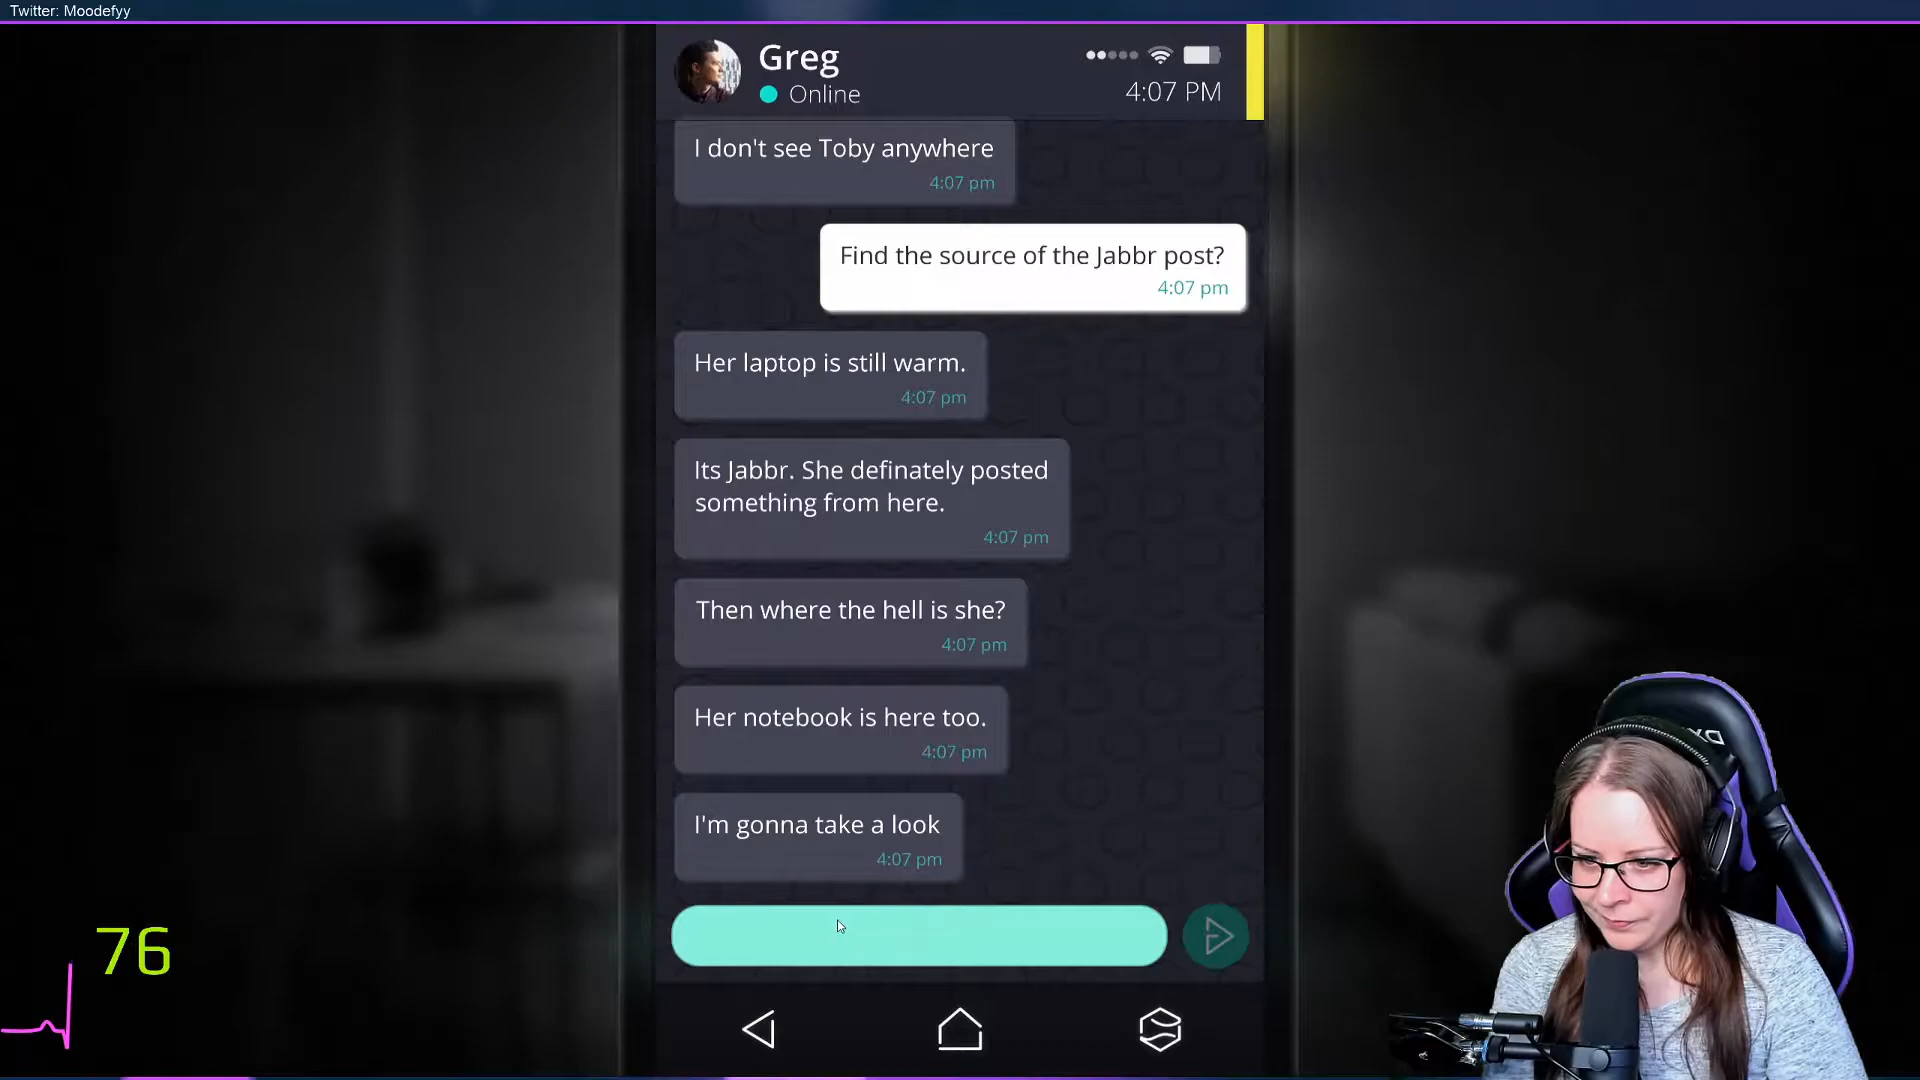 Twitter: Moodefyy
Greg
Online
4:07 PM
I don't see Toby anywhere
4:07 pm
Find the source of the Jabbr post?
4:07 pm
Her laptop is still warm.
4:07 pm
Its Jabbr. She definately posted
something from here.
4:07 pm
Then where the hell is she?
4:07 pm
Her notebook is here too.
4:07 pm
I'm gonna take a look
4:07 pm
76